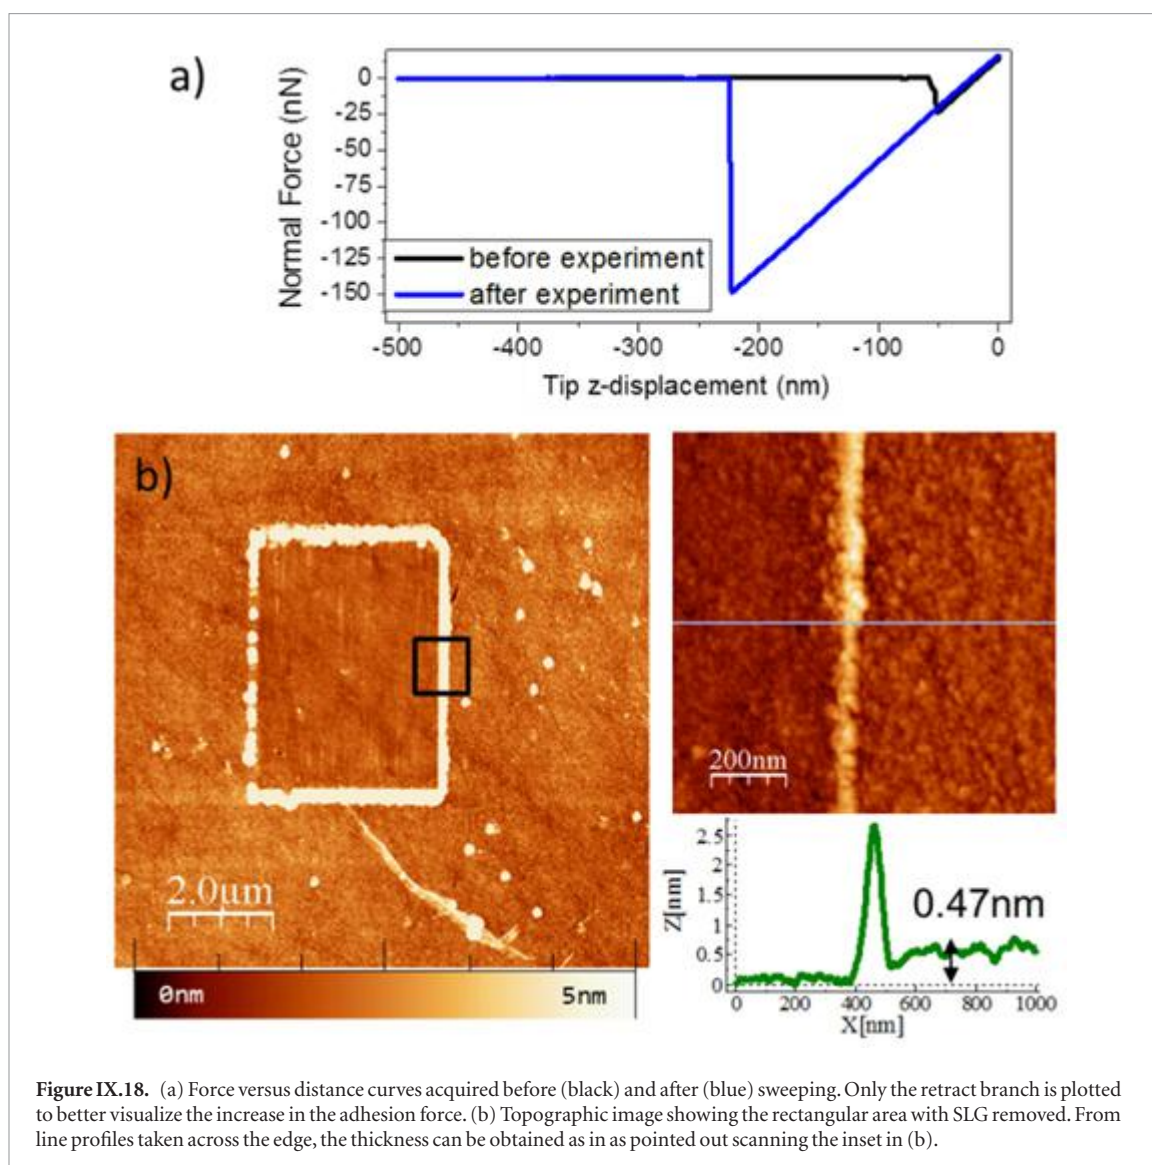 a)
Normal Force (nN)
0
-25
-50
-75
-100
-125
-150
before experiment
after experiment
-500 -400 -300 -200 -100 0
Tip z-displacement (nm)
b)
2.0µm
0nm 5nm
200nm
Z[nm]
2.5
2
1.5
1
0.5
0
0.47nm
0 200 400 600 800 1000
X[nm]
Figure IX.18. (a) Force versus distance curves acquired before (black) and after (blue) sweeping. Only the retract branch is plotted
to better visualize the increase in the adhesion force. (b) Topographic image showing the rectangular area with SLG removed. From
line profiles taken across the edge, the thickness can be obtained as in as pointed out scanning the inset in (b).